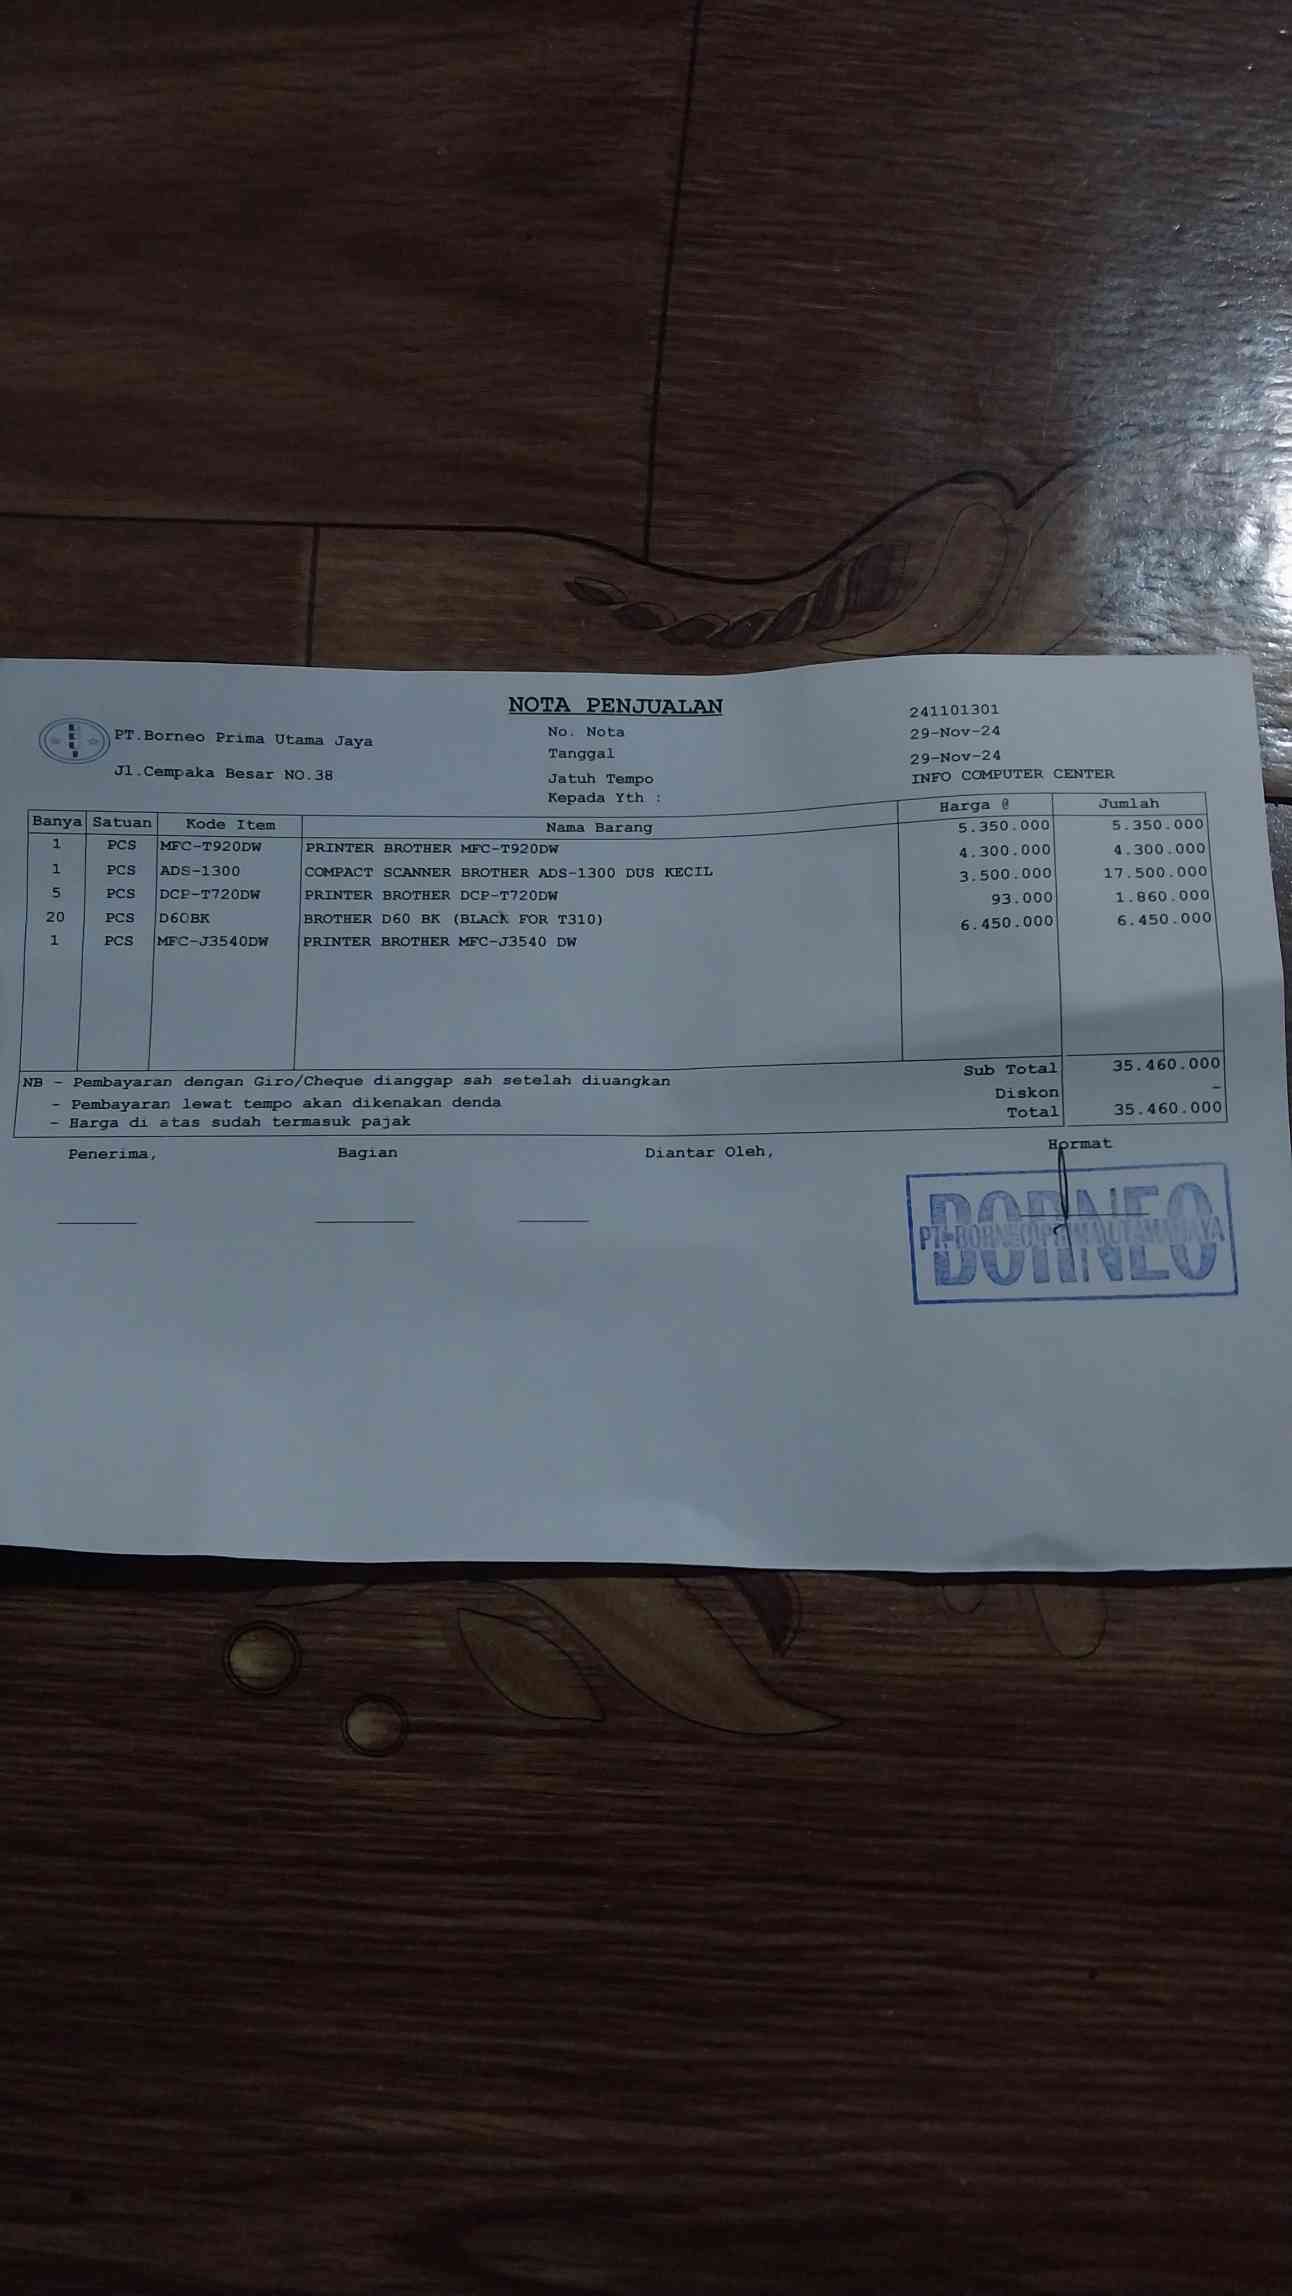 NOTA PENJUALAN
PT.Borneo Prima Utama Jaya
Jl.Cempaka Besar NO.38
No. Nota 241101301
Tanggal 29-Nov-24
Jatuh Tempo 29-Nov-24
Kepada Yth : INFO COMPUTER CENTER
Banya Satuan Kode Item Nama Barang Harga @ Jumlah
1 PCS MFC-T920DW PRINTER BROTHER MFC-T920DW 5.350.000 5.350.000
1 PCS ADS-1300 COMPACT SCANNER BROTHER ADS-1300 DUS KECIL 4.300.000 4.300.000
5 PCS DCP-T720DW PRINTER BROTHER DCP-T720DW 3.500.000 17.500.000
20 PCS D60BK BROTHER D60 BK (BLACK FOR T310) 93.000 1.860.000
1 PCS MFC-J3540DW PRINTER BROTHER MFC-J3540 DW 6.450.000 6.450.000
NB - Pembayaran dengan Giro/Cheque dianggap sah setelah diuangkan Sub Total 35.460.000
- Pembayaran lewat tempo akan dikenakan denda Diskon -
- Harga di atas sudah termasuk pajak Total 35.460.000
Penerima, Bagian Diantar Oleh, Hormat
BORNEO
PT. BORNEO PRIMA UTAMA JAYA